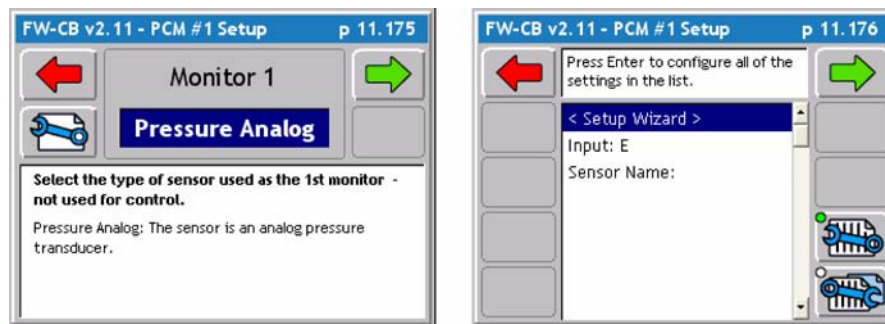 FW-CB v2.11 - PCM #1 Setup p 11.175
Monitor 1
Pressure Analog
Select the type of sensor used as the 1st monitor -
not used for control.
Pressure Analog: The sensor is an analog pressure
transducer.
FW-CB v2.11 - PCM #1 Setup p 11.176
Press Enter to configure all of the
settings in the list.
< Setup Wizard >
Input: E
Sensor Name: